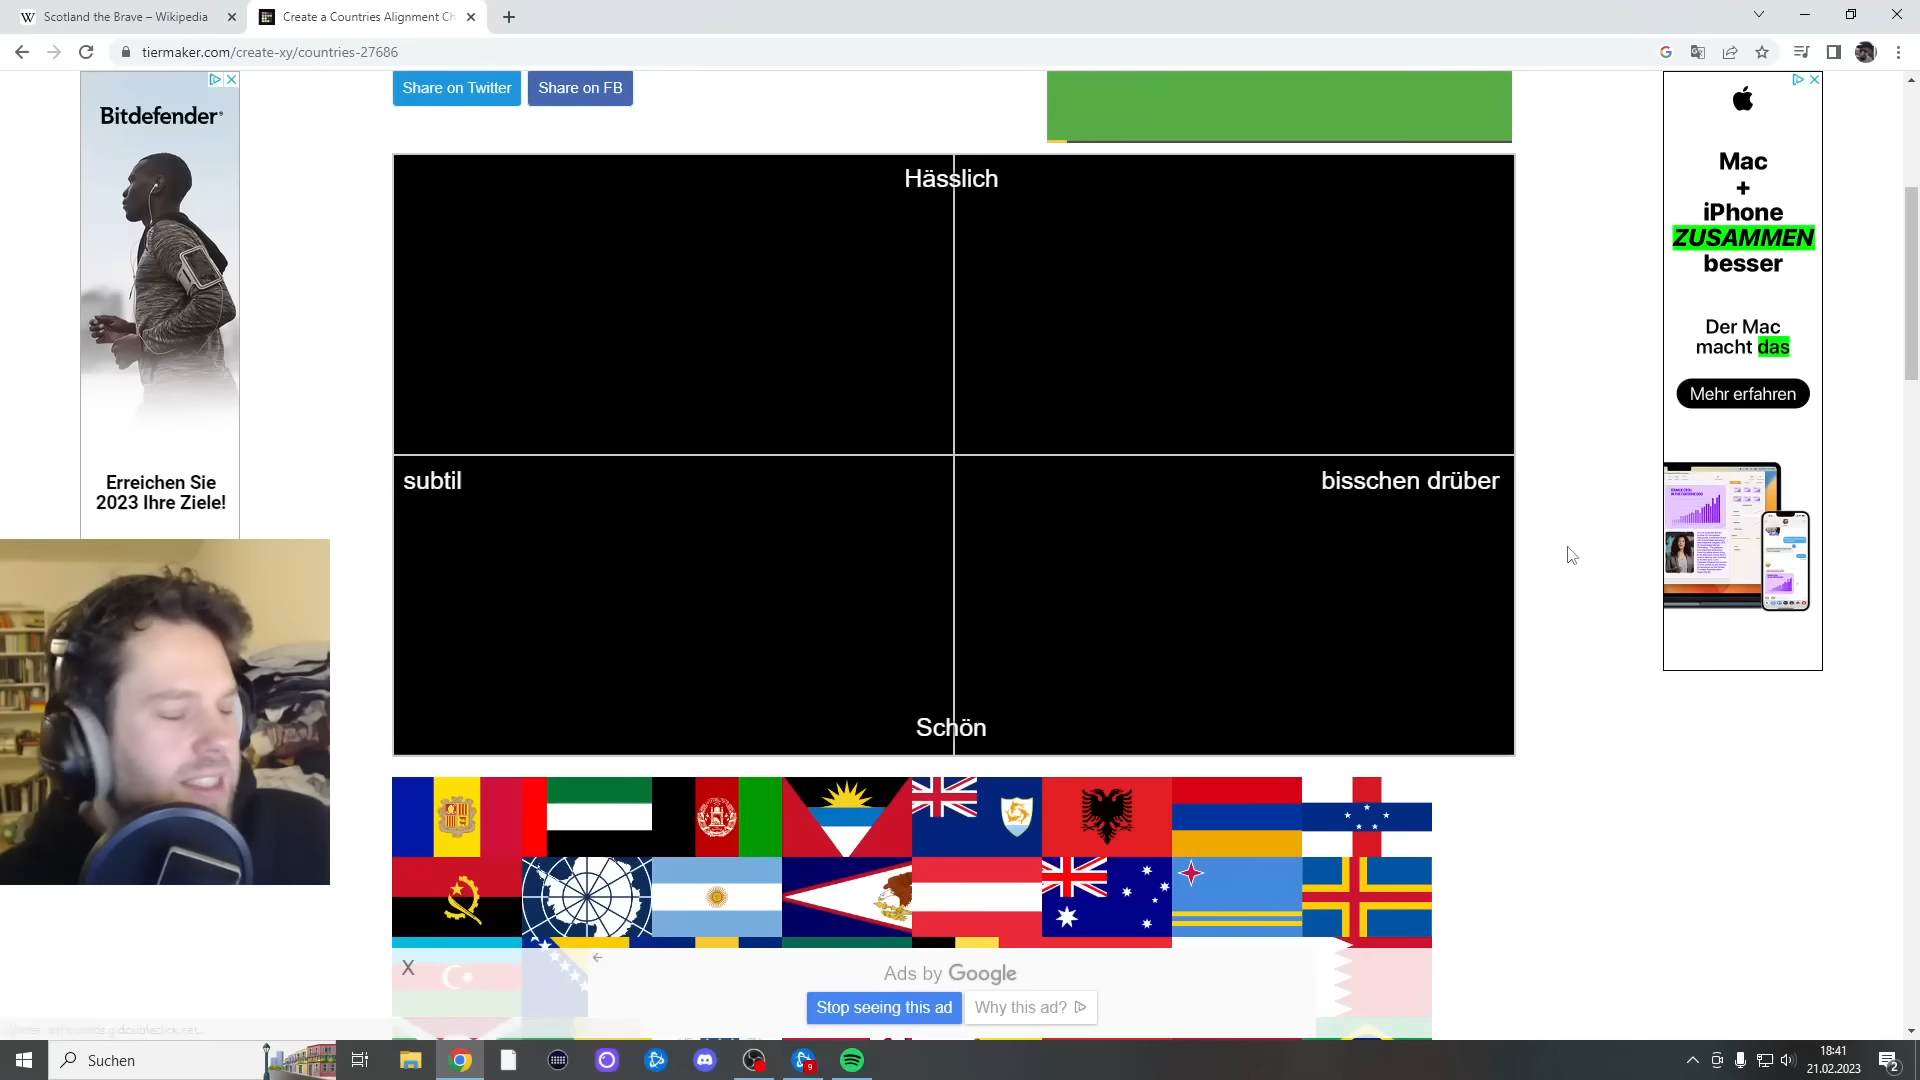 Scotland the Brave – Wikipedia
Create a Countries Alignment Ch
tiermaker.com/create-xy/countries-27686
Bitdefender
Share on Twitter
Share on FB
Mac
+
iPhone
ZUSAMMEN
besser
Der Mac
macht das
Mehr erfahren
Hässlich
subtil
bisschen drüber
Schön
Erreichen Sie
2023 Ihre Ziele!
X
Ads by Google
Stop seeing this ad
Why this ad?
Suchen
9
18:41
21.02.2023
2